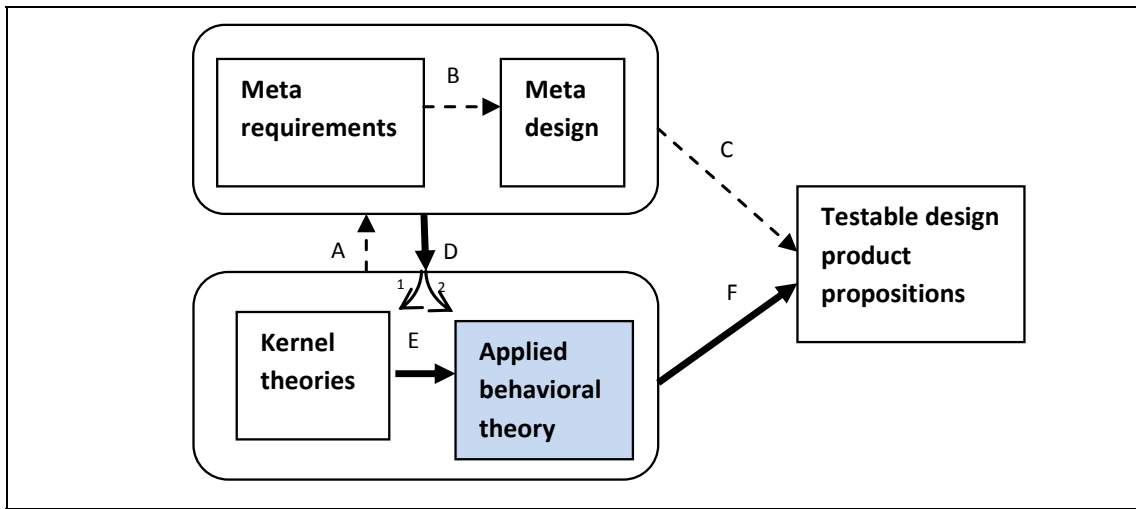 Meta
requirements
B
Meta
design
C
A
D
Testable design
product
propositions
1
2
Kernel
theories
E
Applied
behavioral
theory
F